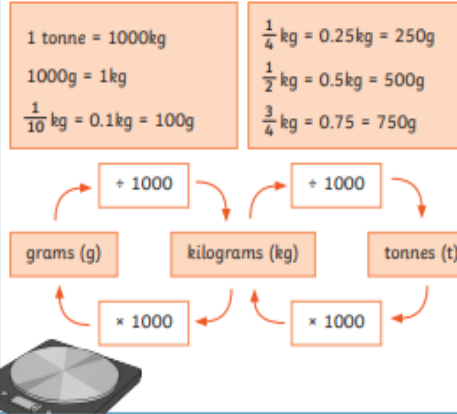 1 tonne = 1000kg
1000g = 1kg
1/10 kg = 0.1kg = 100g
1/4 kg = 0.25kg = 250g
1/2 kg = 0.5kg = 500g
3/4 kg = 0.75 = 750g
÷ 1000
÷ 1000
grams (g)
kilograms (kg)
tonnes (t)
× 1000
× 1000